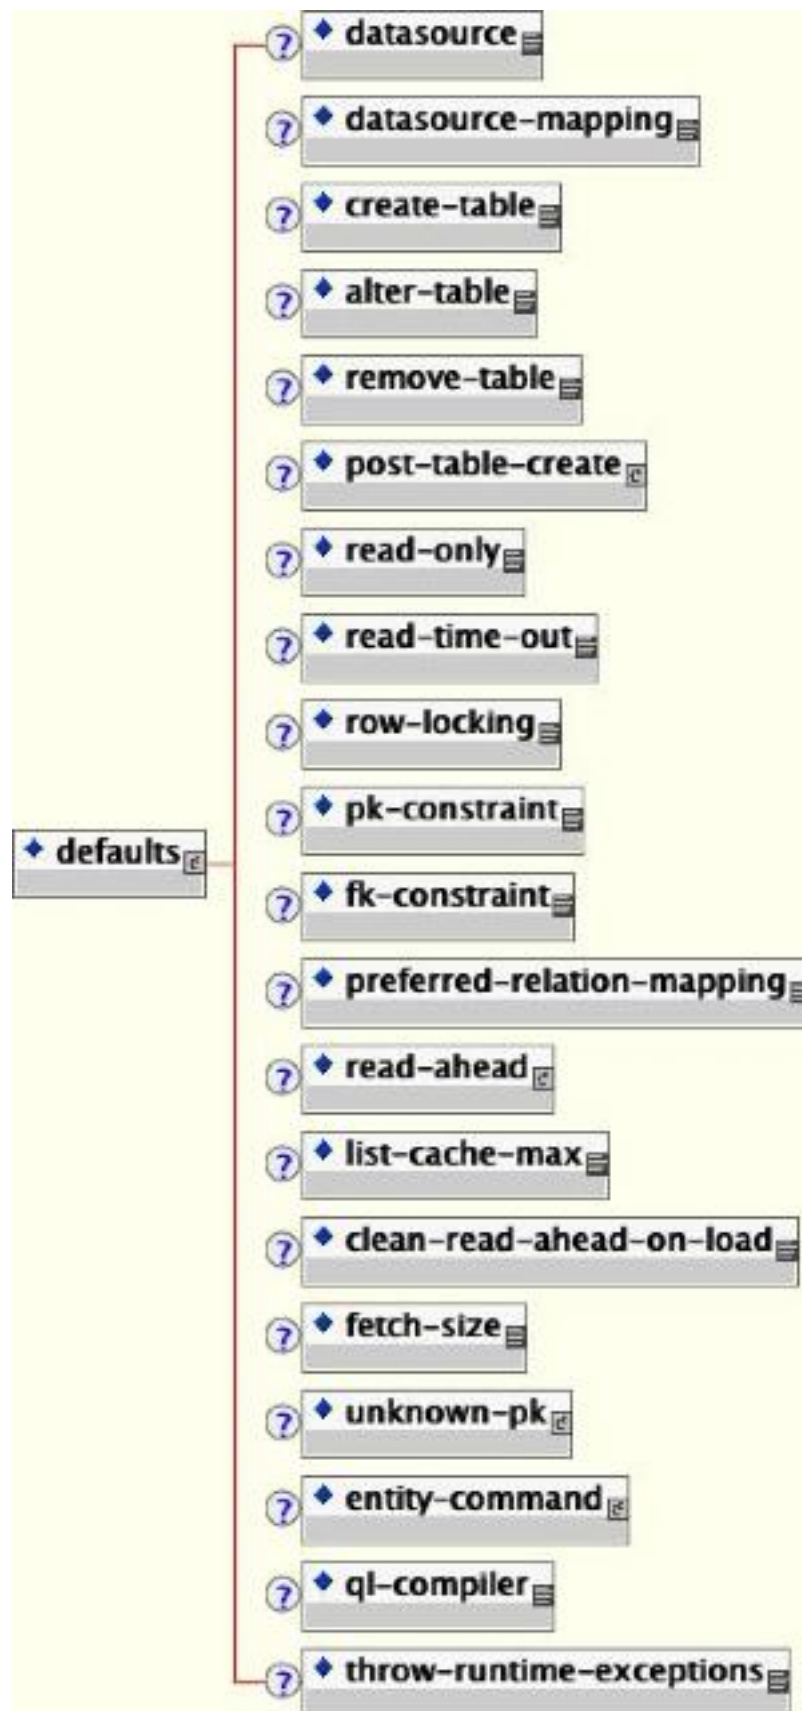 datasource
datasource-mapping
create-table
alter-table
remove-table
post-table-create
read-only
read-time-out
row-locking
pk-constraint
defaults
fk-constraint
preferred-relation-mapping
read-ahead
list-cache-max
clean-read-ahead-on-load
fetch-size
unknown-pk
entity-command
ql-compiler
throw-runtime-exceptions